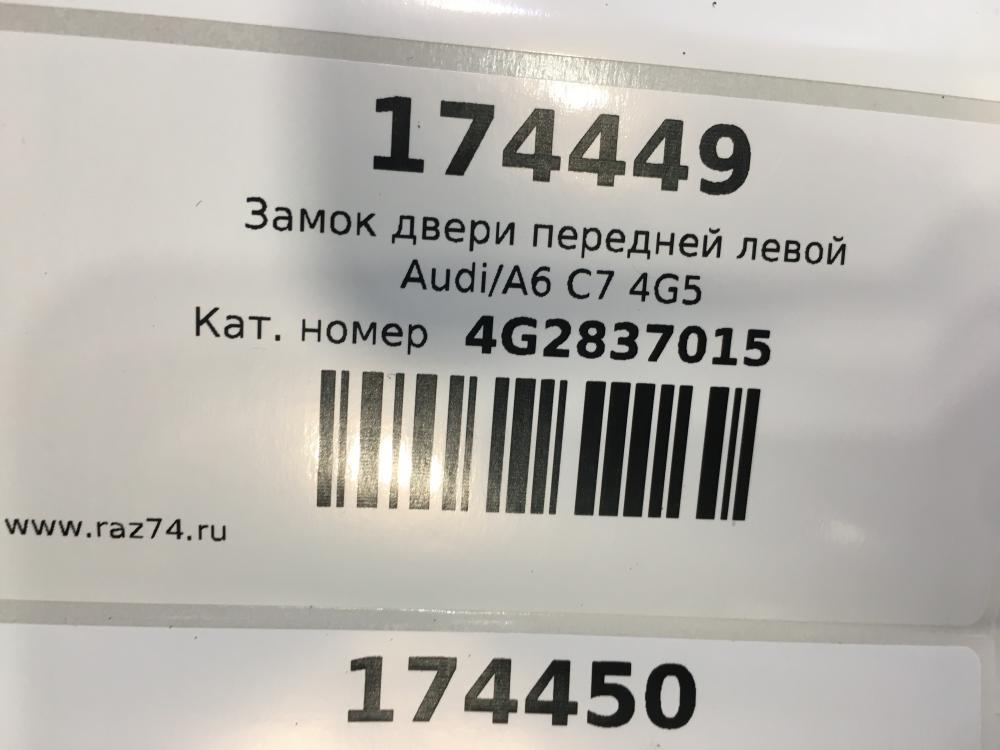 174449
Замок двери передней левой
Audi/A6 C7 4G5
Кат. номер 4G2837015
www.raz74.ru
174450